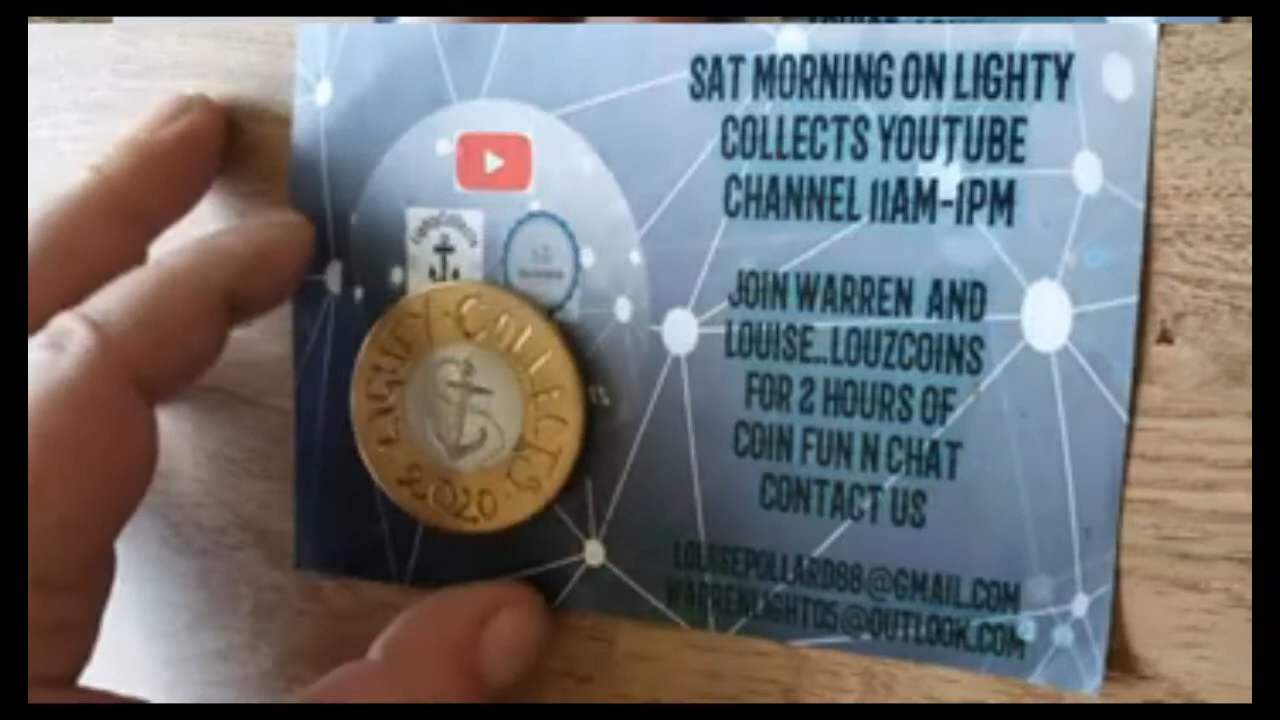 SAT MORNING ON LIGHTY
COLLECTS YOUTUBE
CHANNEL 11AM-1PM
JOIN WARREN AND
LOUISE..LOUZCOINS
FOR 2 HOURS OF
COIN FUN N CHAT
CONTACT US
LOUISEPOLLARD88@GMAIL.COM
WARRENLIGHT05@OUTLOOK.COM
LIGHTY·COLLECTS
2020